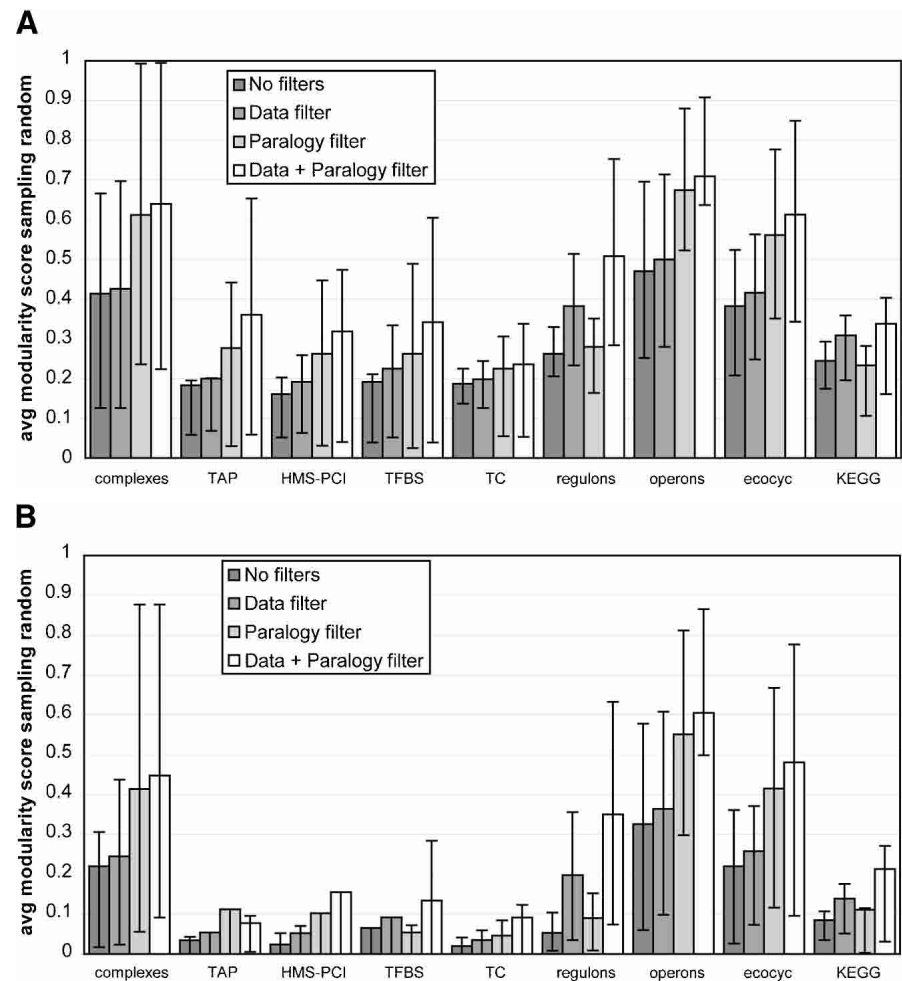 A
avg modularity score sampling random
1
0.9
0.8
0.7
0.6
0.5
0.4
0.3
0.2
0.1
0
No filters
Data filter
Paralogy filter
Data + Paralogy filter
complexes TAP HMS-PCI TFBS TC regulons operons ecocyc KEGG
B
avg modularity score sampling random
1
0.9
0.8
0.7
0.6
0.5
0.4
0.3
0.2
0.1
0
No filters
Data filter
Paralogy filter
Data + Paralogy filter
complexes TAP HMS-PCI TFBS TC regulons operons ecocyc KEGG